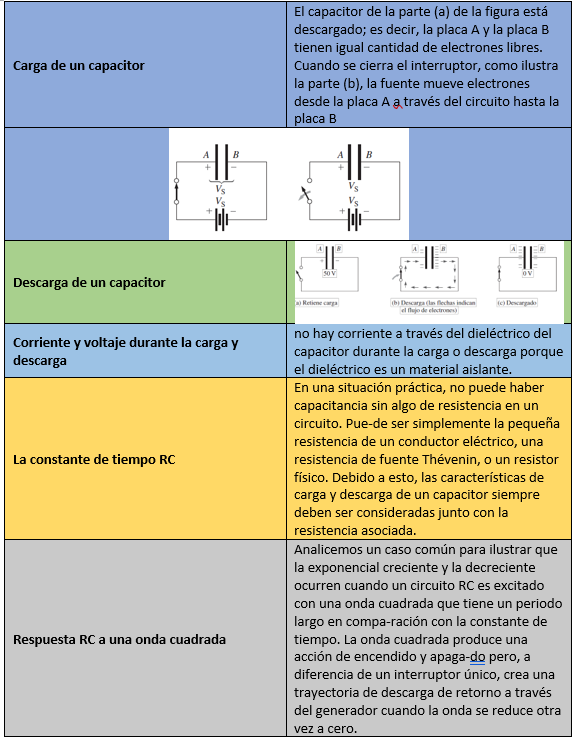 Carga de un capacitor
El capacitor de la parte (a) de la figura está
descargado; es decir, la placa A y la placa B
tienen igual cantidad de electrones libres.
Cuando se cierra el interruptor, como ilustra
la parte (b), la fuente mueve electrones
desde la placa A a través del circuito hasta la
placa B
A B
+ −
VS
VS
+ −
A B
+ −
VS
VS
+ −
Descarga de un capacitor
A B
+ −
50 V
a) Retiene carga
A B
(b) Descarga (las flechas indican
el flujo de electrones)
A B
0 V
(c) Descargado
Corriente y voltaje durante la carga y
descarga
no hay corriente a través del dieléctrico del
capacitor durante la carga o descarga porque
el dieléctrico es un material aislante.
La constante de tiempo RC
En una situación práctica, no puede haber
capacitancia sin algo de resistencia en un
circuito. Pue-de ser simplemente la pequeña
resistencia de un conductor eléctrico, una
resistencia de fuente Thévenin, o un resistor
físico. Debido a esto, las características de
carga y descarga de un capacitor siempre
deben ser consideradas junto con la
resistencia asociada.
Respuesta RC a una onda cuadrada
Analicemos un caso común para ilustrar que
la exponencial creciente y la decreciente
ocurren cuando un circuito RC es excitado
con una onda cuadrada que tiene un periodo
largo en compa-ración con la constante de
tiempo. La onda cuadrada produce una
acción de encendido y apaga-do pero, a
diferencia de un interruptor único, crea una
trayectoria de descarga de retorno a través
del generador cuando la onda se reduce otra
vez a cero.